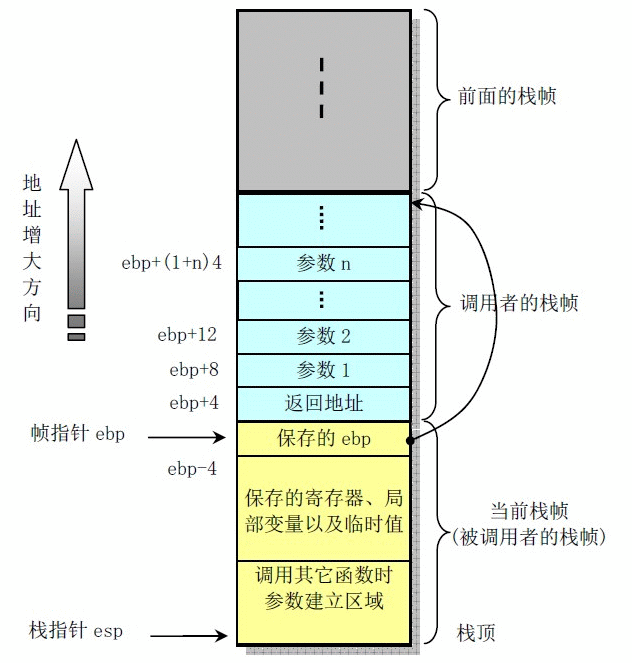 前面的栈帧
地址增大方向
ebp+(1+n)4
参数 n
调用者的栈帧
ebp+12
参数 2
ebp+8
参数 1
ebp+4
返回地址
帧指针 ebp
保存的 ebp
ebp-4
保存的寄存器、局
部变量以及临时值
当前栈帧
(被调用者的栈帧)
调用其它函数时
参数建立区域
栈指针 esp
栈顶